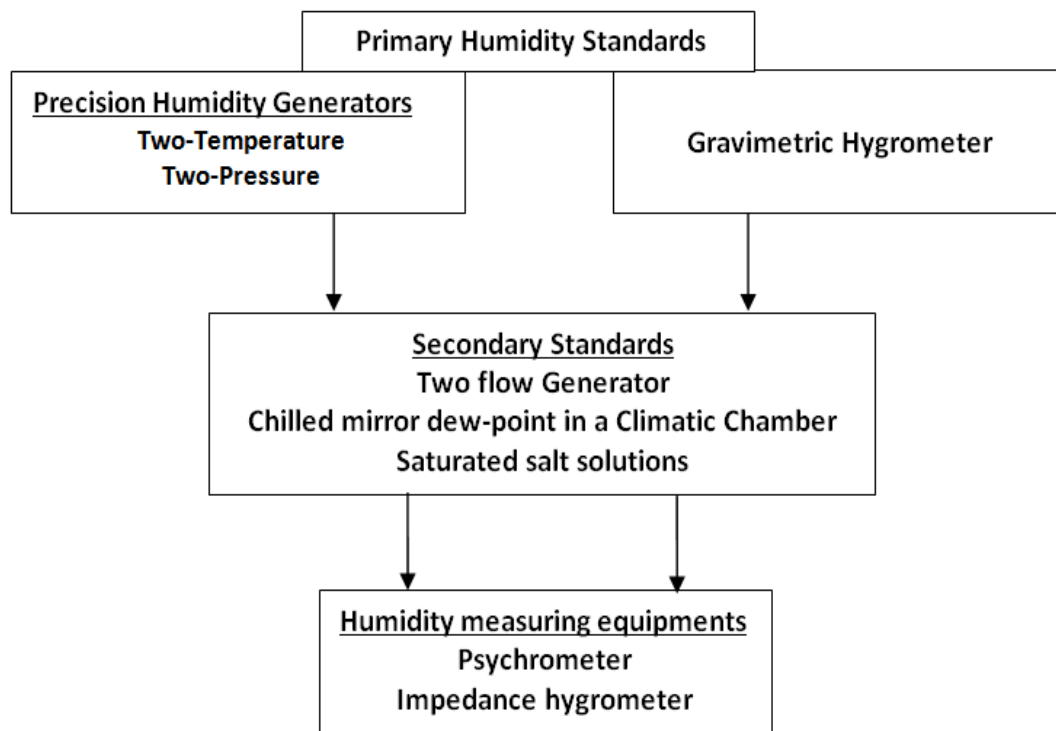 Primary Humidity Standards
Precision Humidity Generators
Two-Temperature
Two-Pressure
Gravimetric Hygrometer
Secondary Standards
Two flow Generator
Chilled mirror dew-point in a Climatic Chamber
Saturated salt solutions
Humidity measuring equipments
Psychrometer
Impedance hygrometer